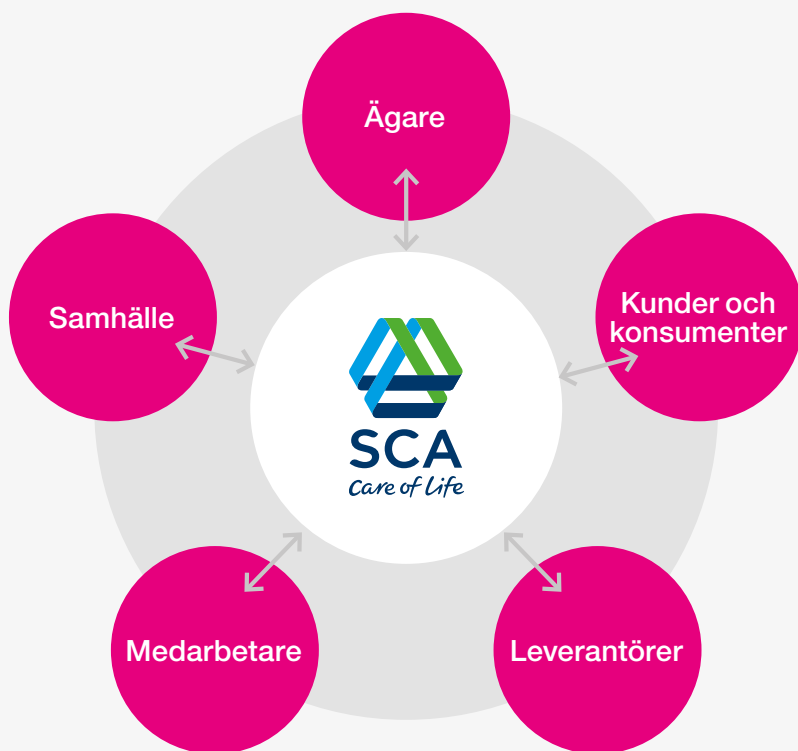 Ägare
Samhälle
Kunder och
konsumenter
SCA
Care of Life
Medarbetare
Leverantörer